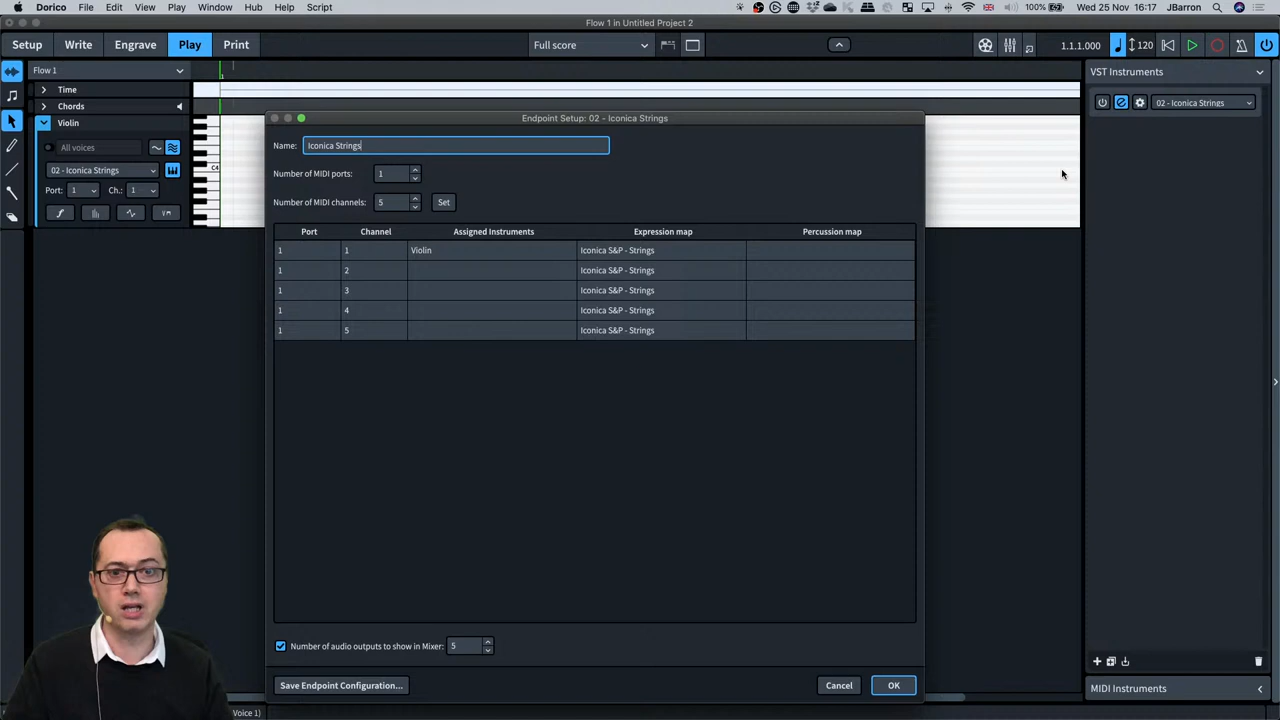 Dorico File Edit View Play Window Hub Help Script 100% Wed 25 Nov 16:17 JBarron
Flow 1 in Untitled Project 2
Setup Write Engrave Play Print Full score 1.1.1.000 120
Flow 1 1 VST Instruments
Time
Chords 02 - Iconica Strings
Violin Endpoint Setup: 02 - Iconica Strings
All voices Name: Iconica Strings
02 - Iconica Strings C4 Number of MIDI ports: 1
Port: 1 Ch.: 1 Number of MIDI channels: 5 Set
Port Channel Assigned Instruments Expression map Percussion map
1 1 Violin Iconica S&P - Strings
1 2 Iconica S&P - Strings
1 3 Iconica S&P - Strings
1 4 Iconica S&P - Strings
1 5 Iconica S&P - Strings
Number of audio outputs to show in Mixer: 5
Save Endpoint Configuration... Cancel OK
MIDI Instruments
Voice 1)